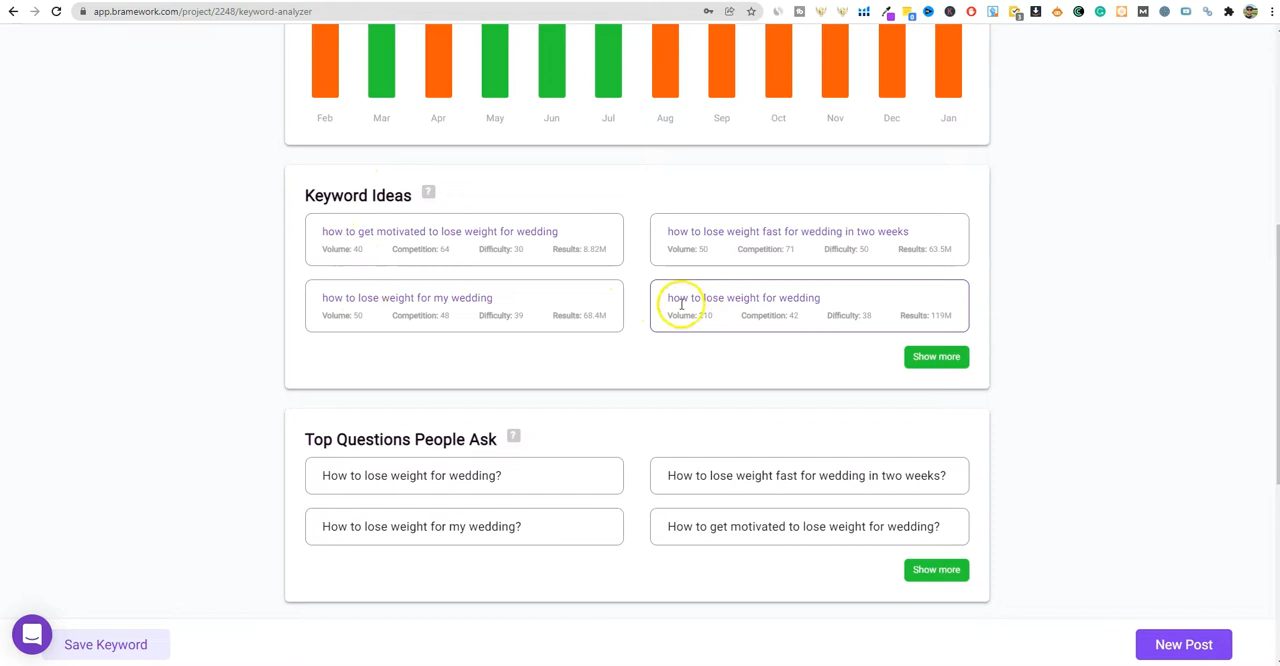 app.bramework.com/project/2248/keyword-analyzer
Feb Mar Apr May Jun Jul Aug Sep Oct Nov Dec Jan
Keyword Ideas ?
how to get motivated to lose weight for wedding
Volume: 40 Competition: 64 Difficulty: 30 Results: 8.82M
how to lose weight fast for wedding in two weeks
Volume: 50 Competition: 71 Difficulty: 50 Results: 63.5M
how to lose weight for my wedding
Volume: 50 Competition: 48 Difficulty: 39 Results: 68.4M
how to lose weight for wedding
Volume: 210 Competition: 42 Difficulty: 38 Results: 119M
Show more
Top Questions People Ask ?
How to lose weight for wedding?
How to lose weight fast for wedding in two weeks?
How to lose weight for my wedding?
How to get motivated to lose weight for wedding?
Show more
Save Keyword
New Post